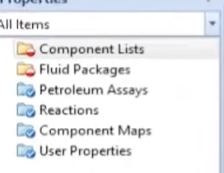 Properties
All Items
Component Lists
Fluid Packages
Petroleum Assays
Reactions
Component Maps
User Properties